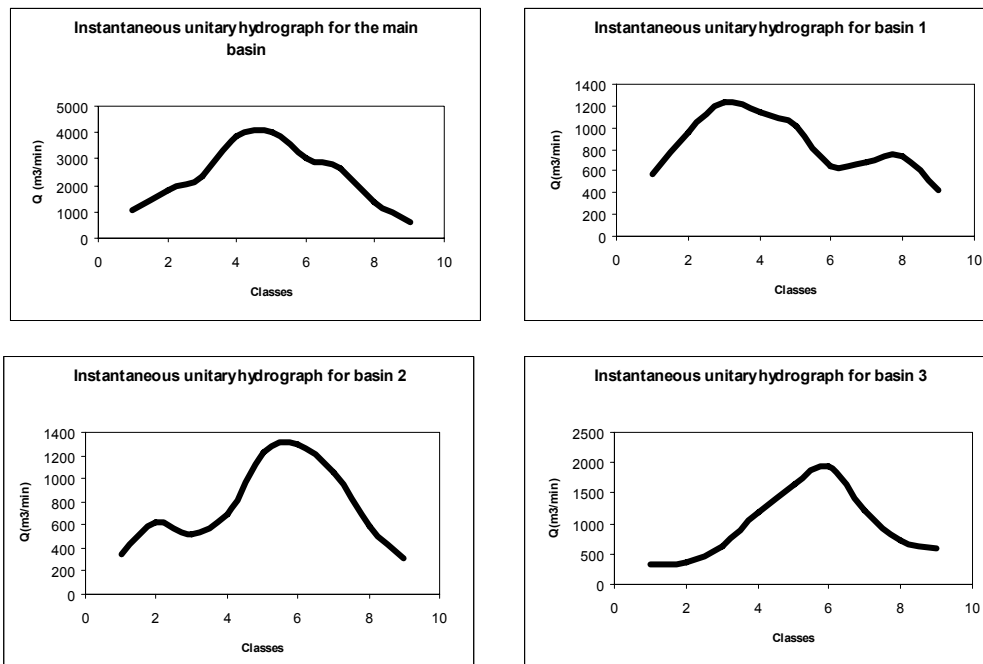 Instantaneous unitary hydrograph for the main
basin
5000
4000
3000
2000
1000
0
Q (m3/min)
0 2 4 6 8 10
Classes
Instantaneous unitary hydrograph for basin 1
1400
1200
1000
800
600
400
200
0
Q(m3/min)
0 2 4 6 8 10
Classes
Instantaneous unitary hydrograph for basin 2
1400
1200
1000
800
600
400
200
0
Q(m3/min)
0 2 4 6 8 10
Classes
Instantaneous unitary hydrograph for basin 3
2500
2000
1500
1000
500
0
Q(m3/min)
0 2 4 6 8 10
Classes